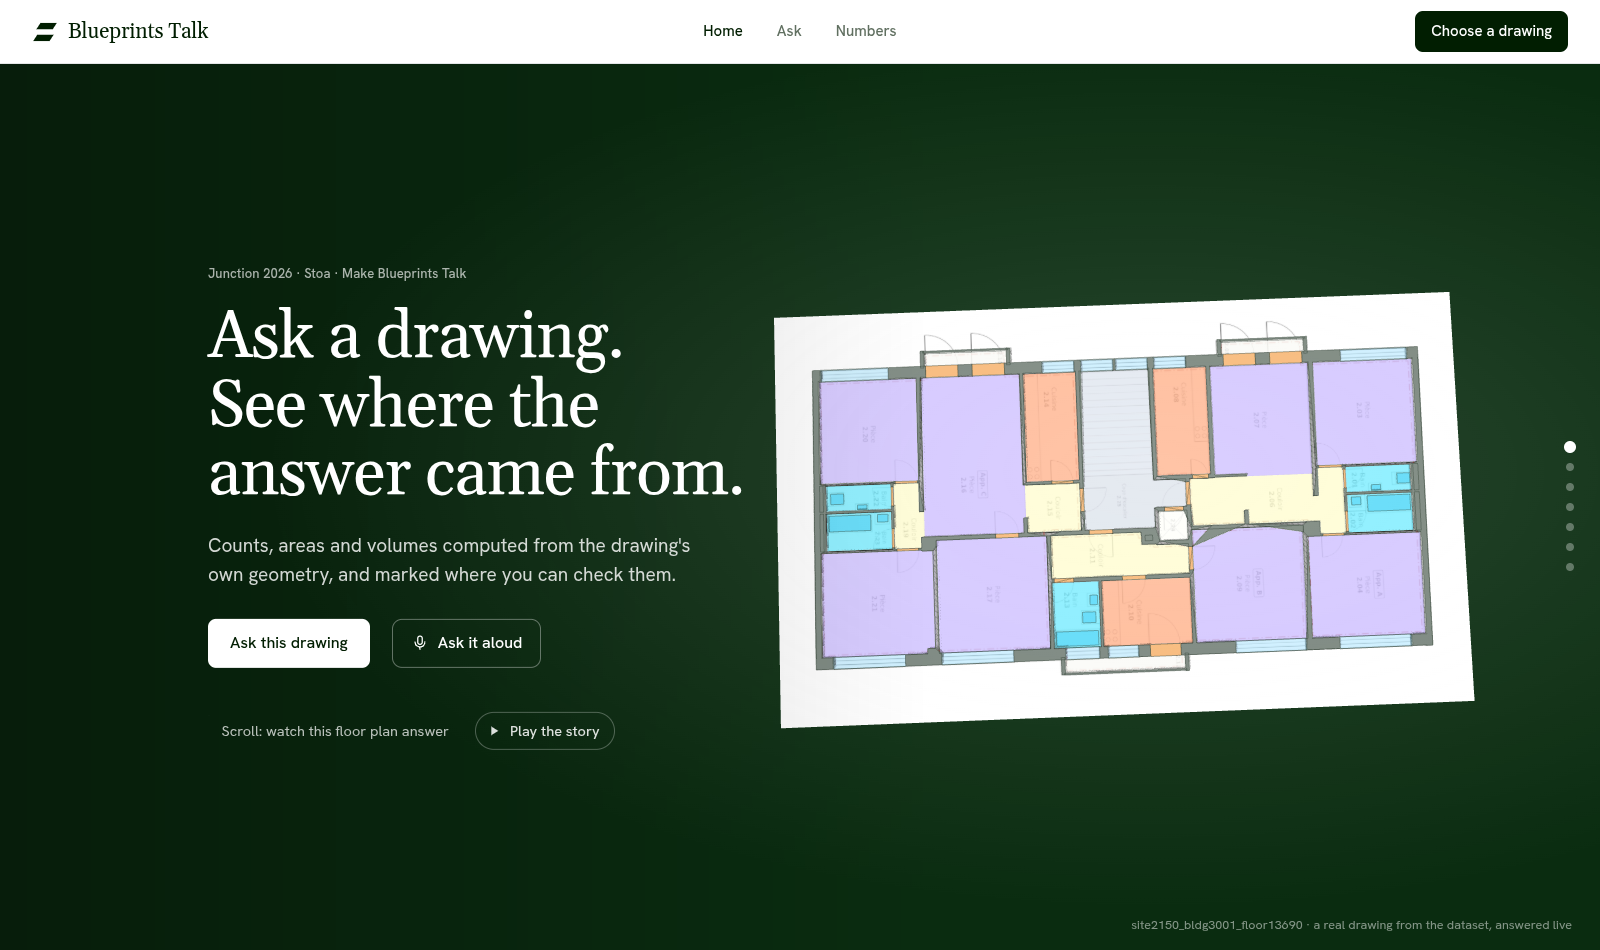 Blueprints Talk
Home
Ask
Numbers
Choose a drawing
Junction 2026 · Stoa · Make Blueprints Talk
Ask a drawing.
See where the
answer came from.
Counts, areas and volumes computed from the drawing's
own geometry, and marked where you can check them.
Ask this drawing
Ask it aloud
Scroll: watch this floor plan answer
Play the story
site2150_bldg3001_floor13690 · a real drawing from the dataset, answered live